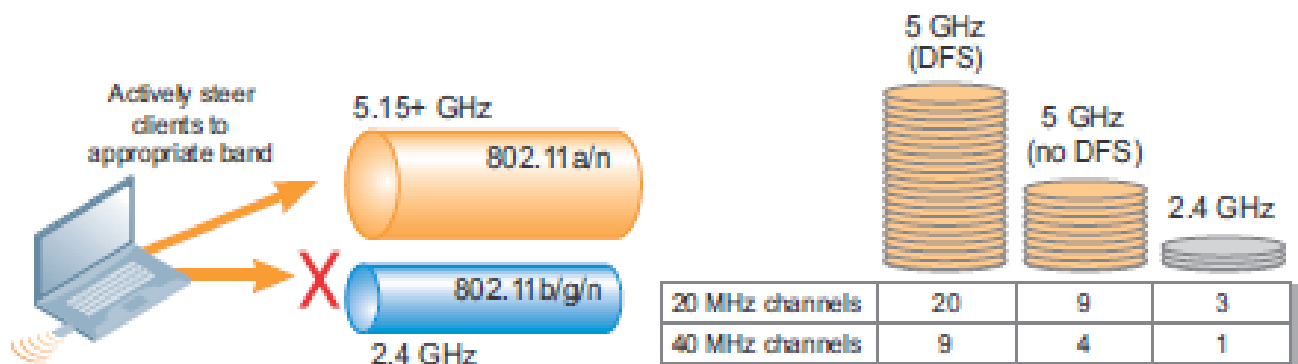 Actively steer
clients to
appropriate band
5.15+ GHz
802.11a/n
802.11b/g/n
2.4 GHz
5 GHz
(DFS)
5 GHz
(no DFS)
2.4 GHz
20 MHz channels 20 9 3
40 MHz channels 9 4 1